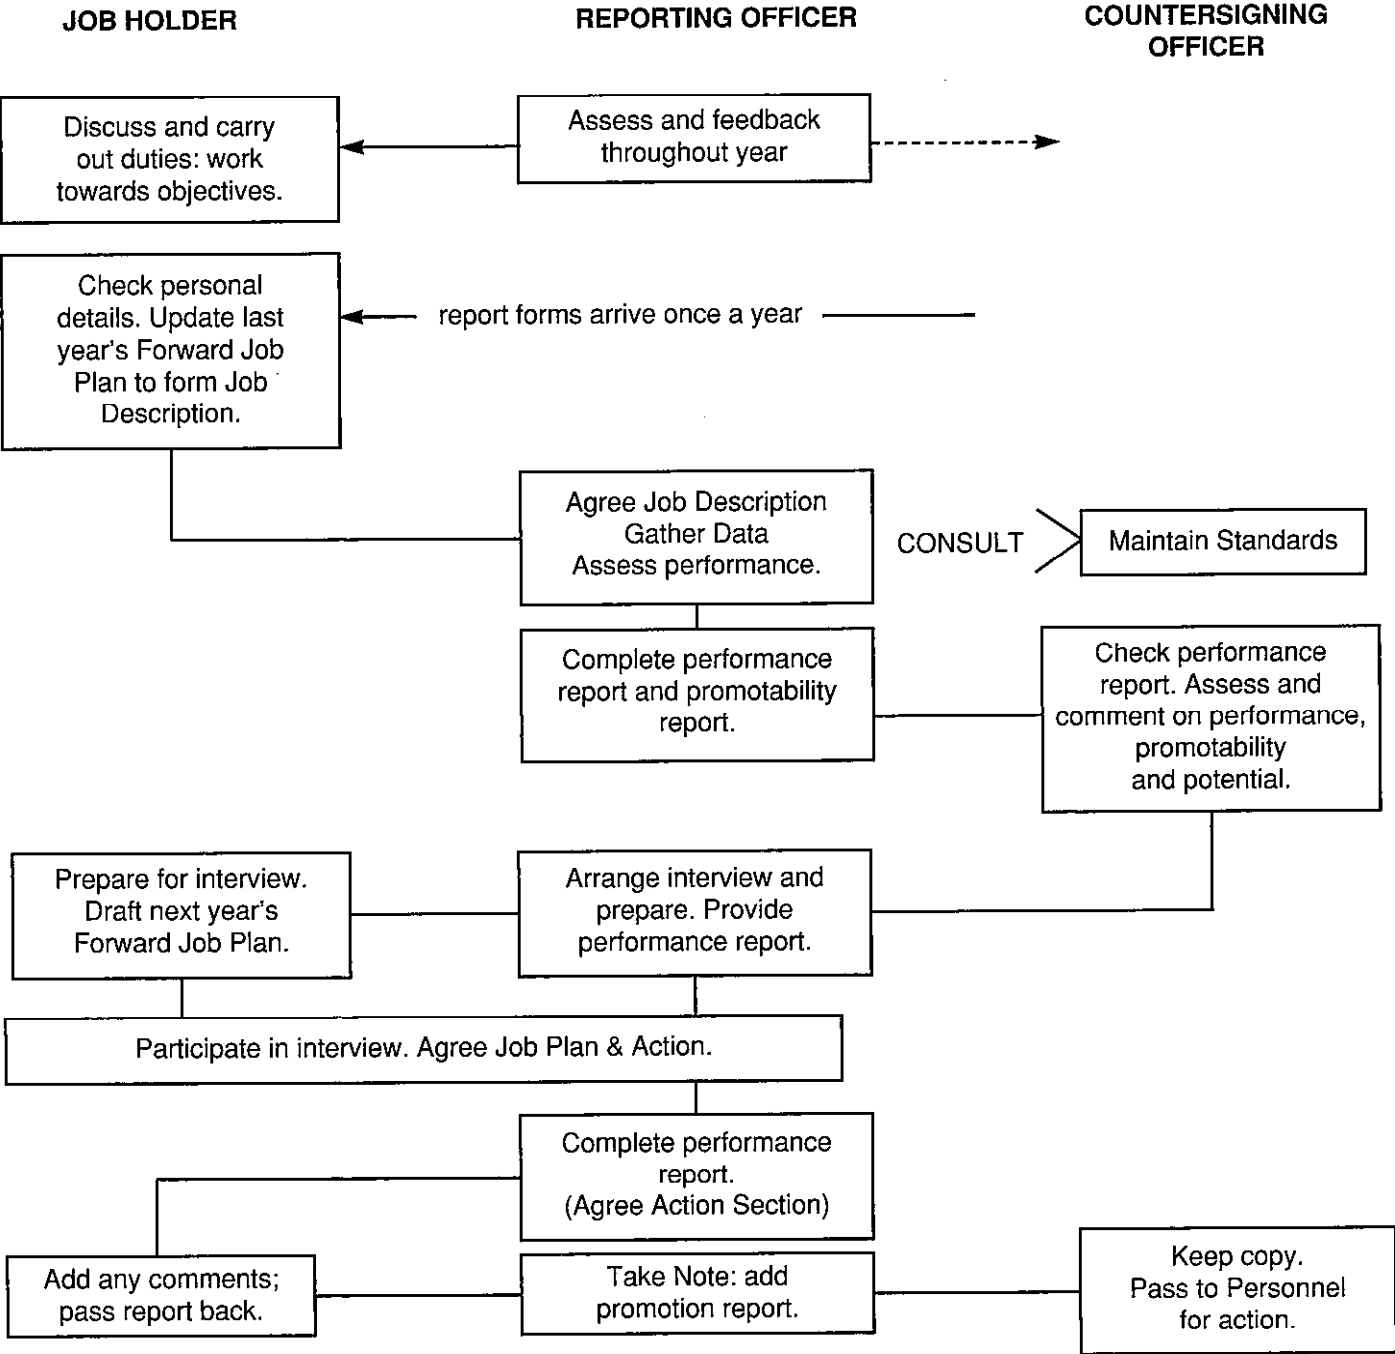 JOB HOLDER
REPORTING OFFICER
COUNTERSIGNING
OFFICER
Discuss and carry
out duties: work
towards objectives.
Assess and feedback
throughout year
Check personal
details. Update last
year's Forward Job
Plan to form Job
Description.
report forms arrive once a year
Agree Job Description
Gather Data
Assess performance.
CONSULT
Maintain Standards
Complete performance
report and promotability
report.
Check performance
report. Assess and
comment on performance,
promotability
and potential.
Prepare for interview.
Draft next year's
Forward Job Plan.
Arrange interview and
prepare. Provide
performance report.
Participate in interview. Agree Job Plan & Action.
Complete performance
report.
(Agree Action Section)
Add any comments;
pass report back.
Take Note: add
promotion report.
Keep copy.
Pass to Personnel
for action.